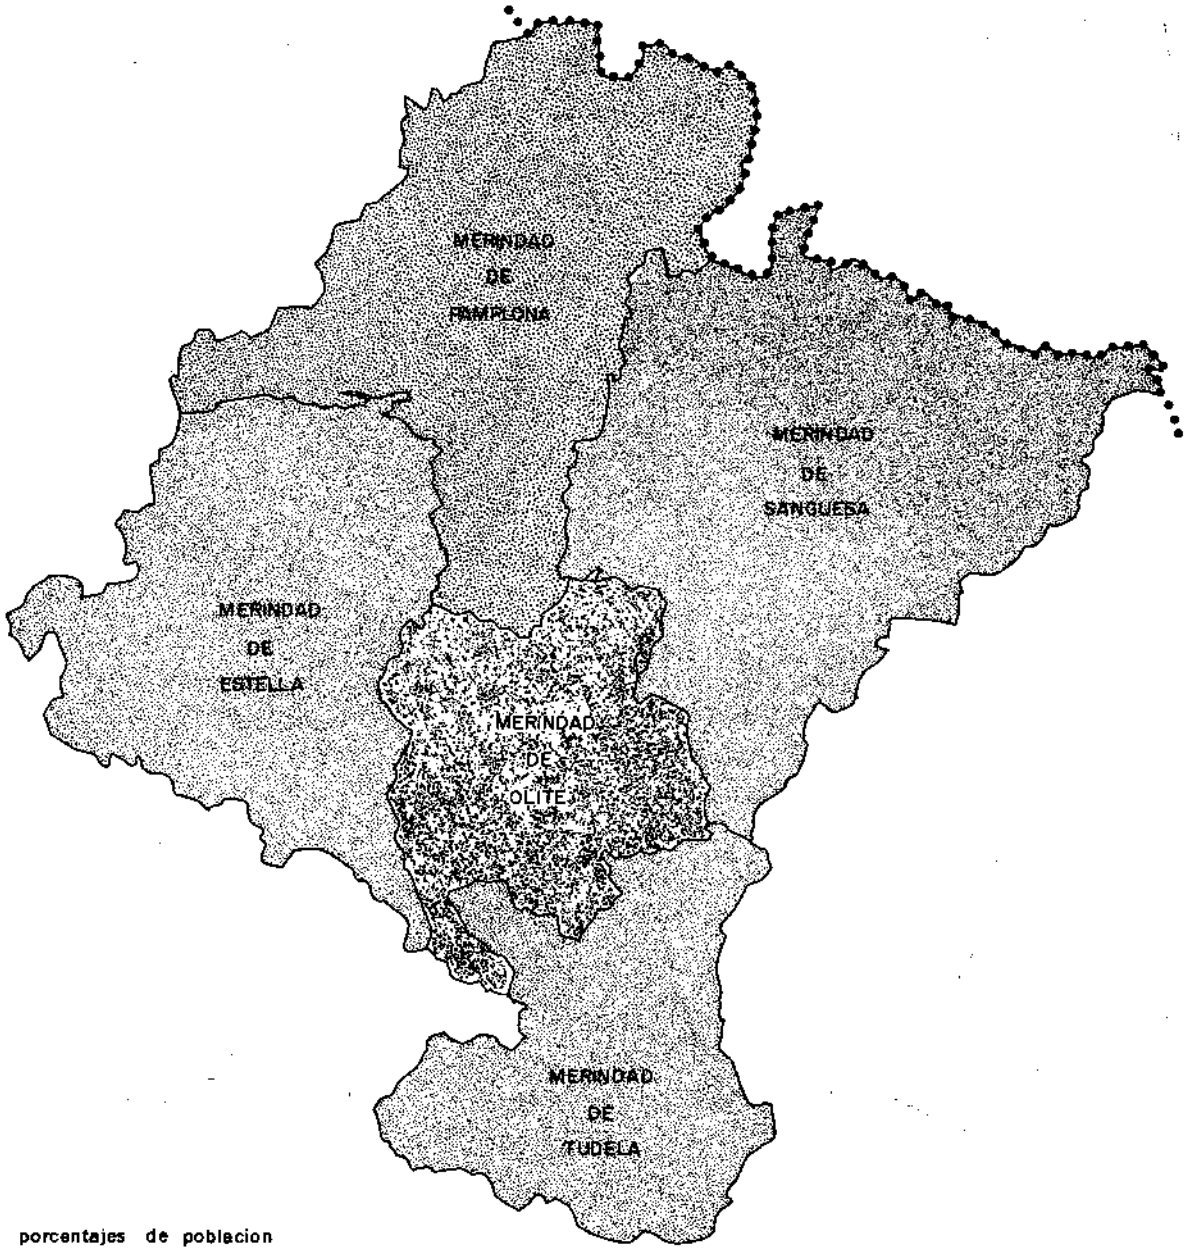 MERINDAD
DE
PAMPLONA
MERINDAD
DE
SANGUESA
MERINDAD
DE
ESTELLA
MERINDAD
DE
OLITE
MERINDAD
DE
TUDELA
porcentajes de poblacion